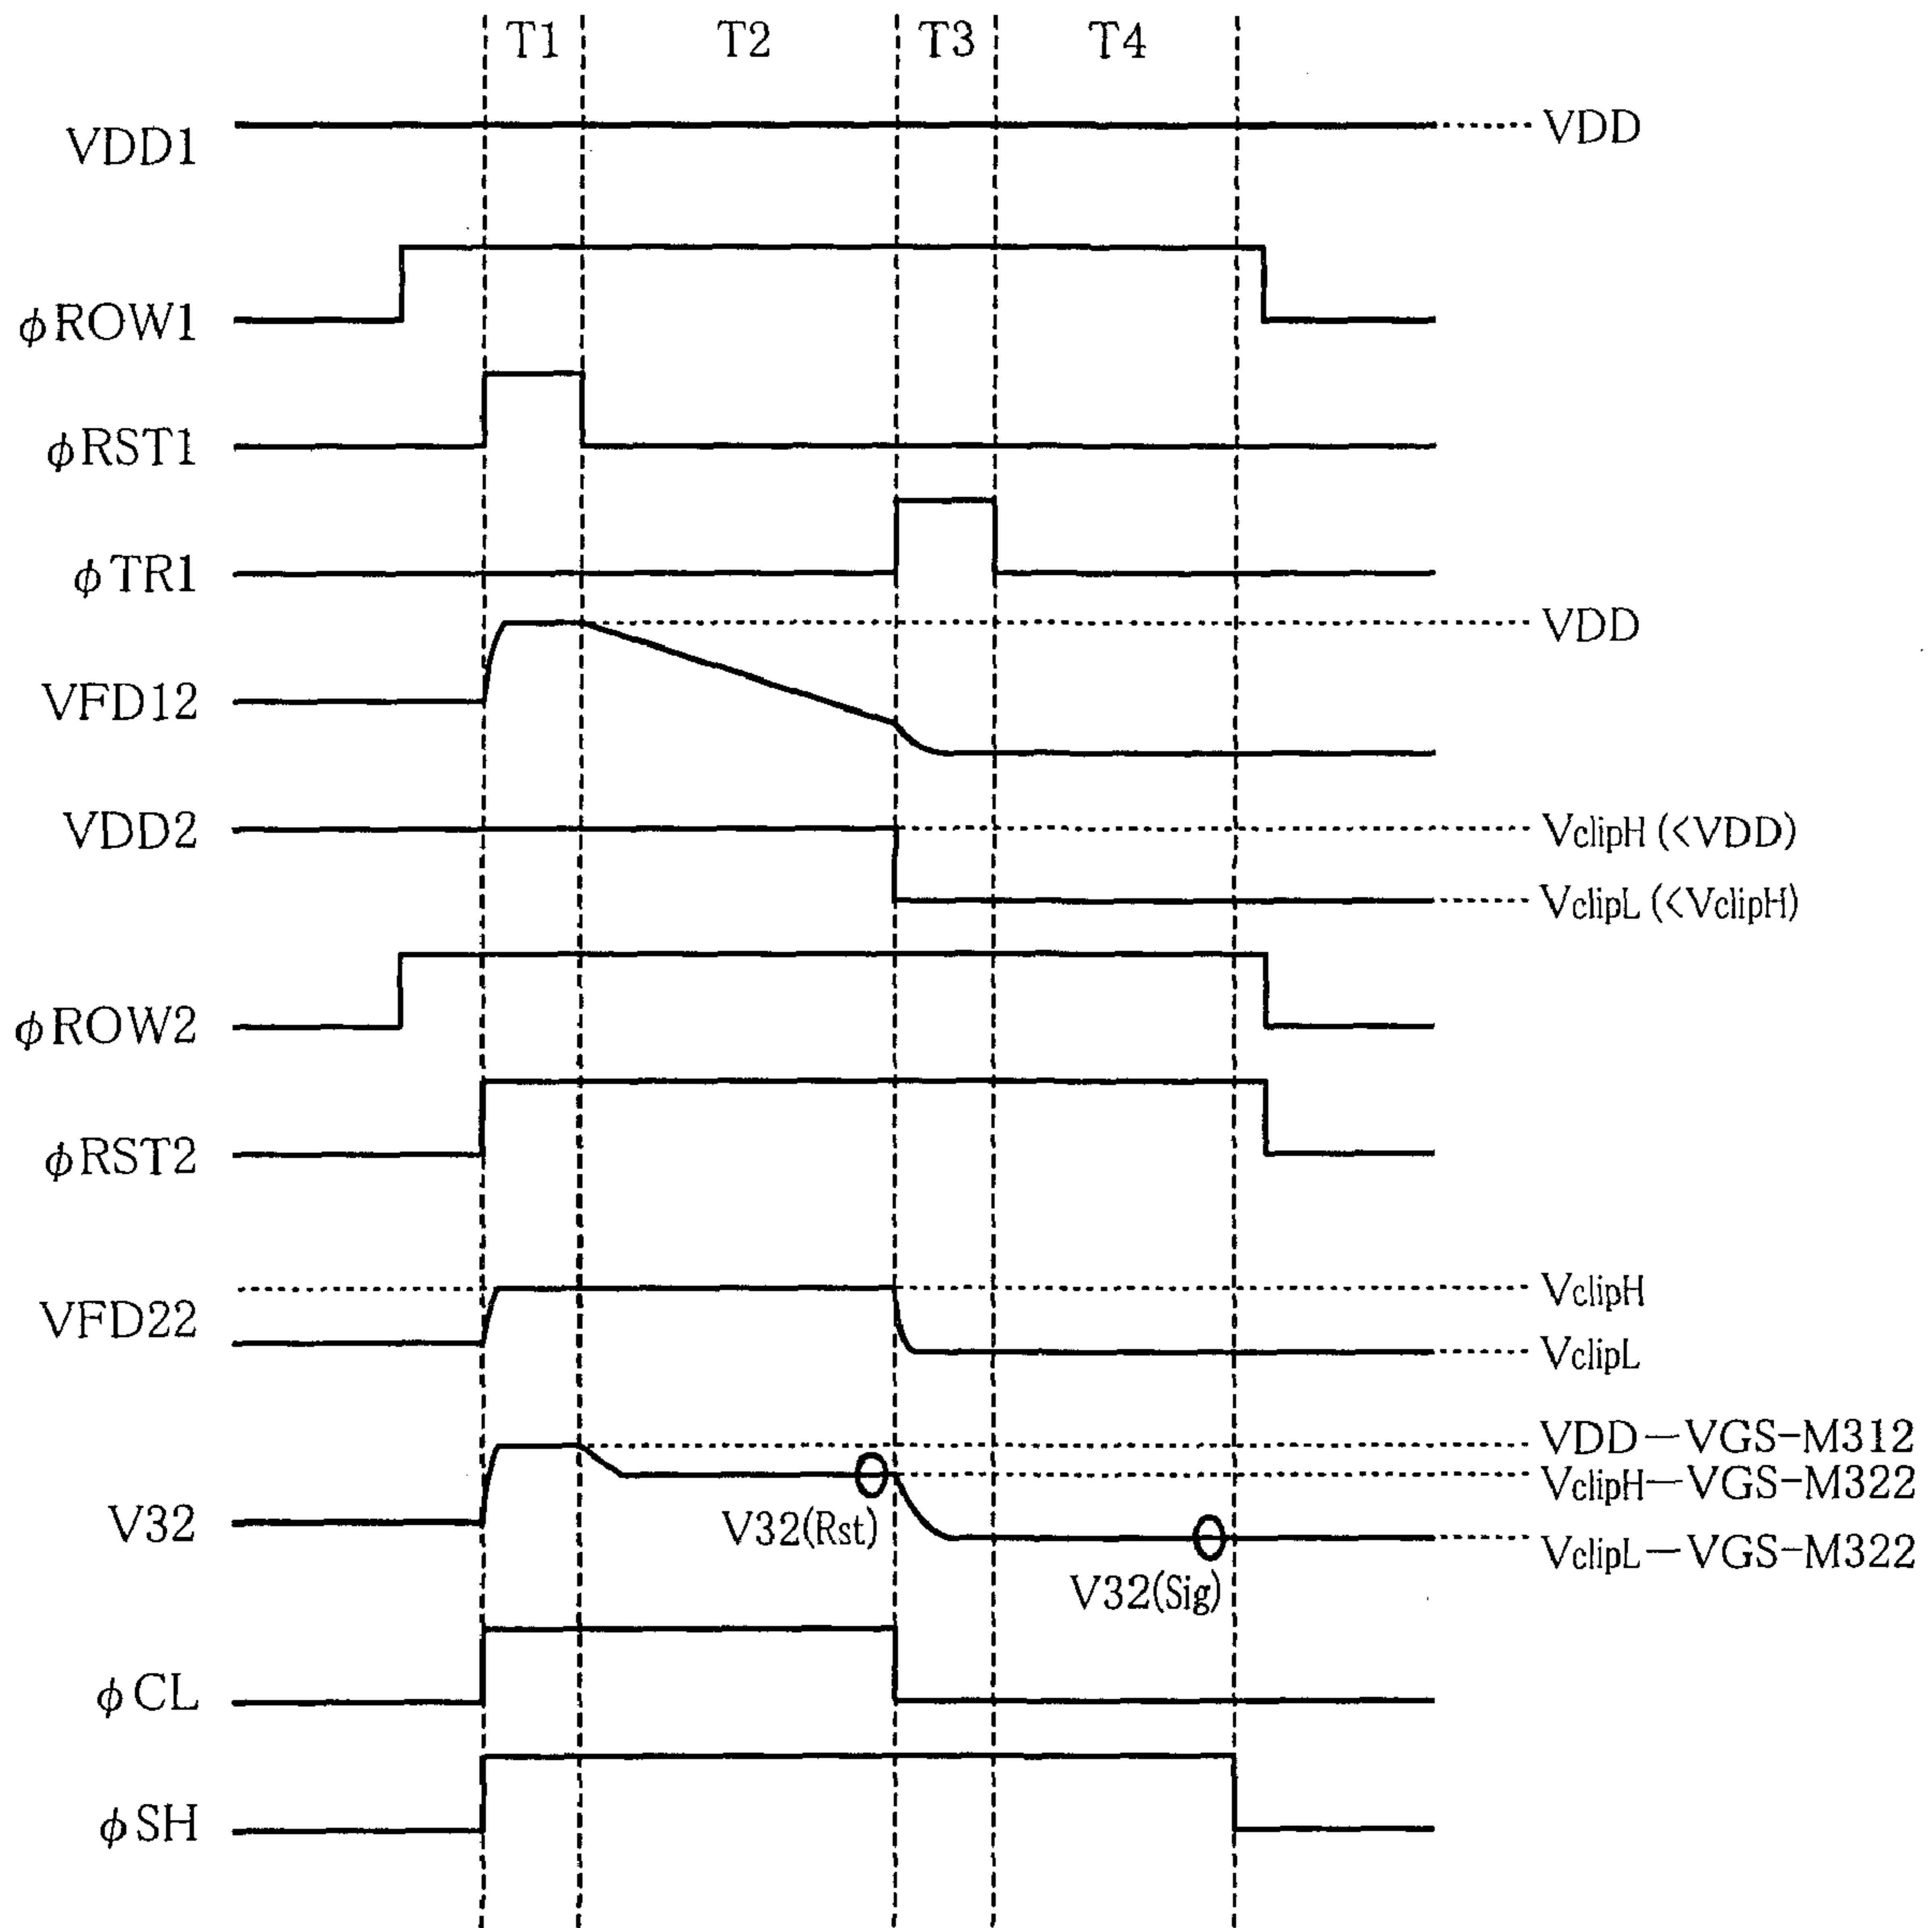 T1 T2 T3 T4
VDD1 VDD
φROW1
φRST1
φTR1
VDD
VFD12
VDD2 VclipH (<VDD)
VclipL (<VclipH)
φROW2
φRST2
VclipH
VFD22
VclipL
VDD-VGS-M312
VclipH-VGS-M322
V32 V32(Rst)
VclipL-VGS-M322
V32(Sig)
φCL
φSH